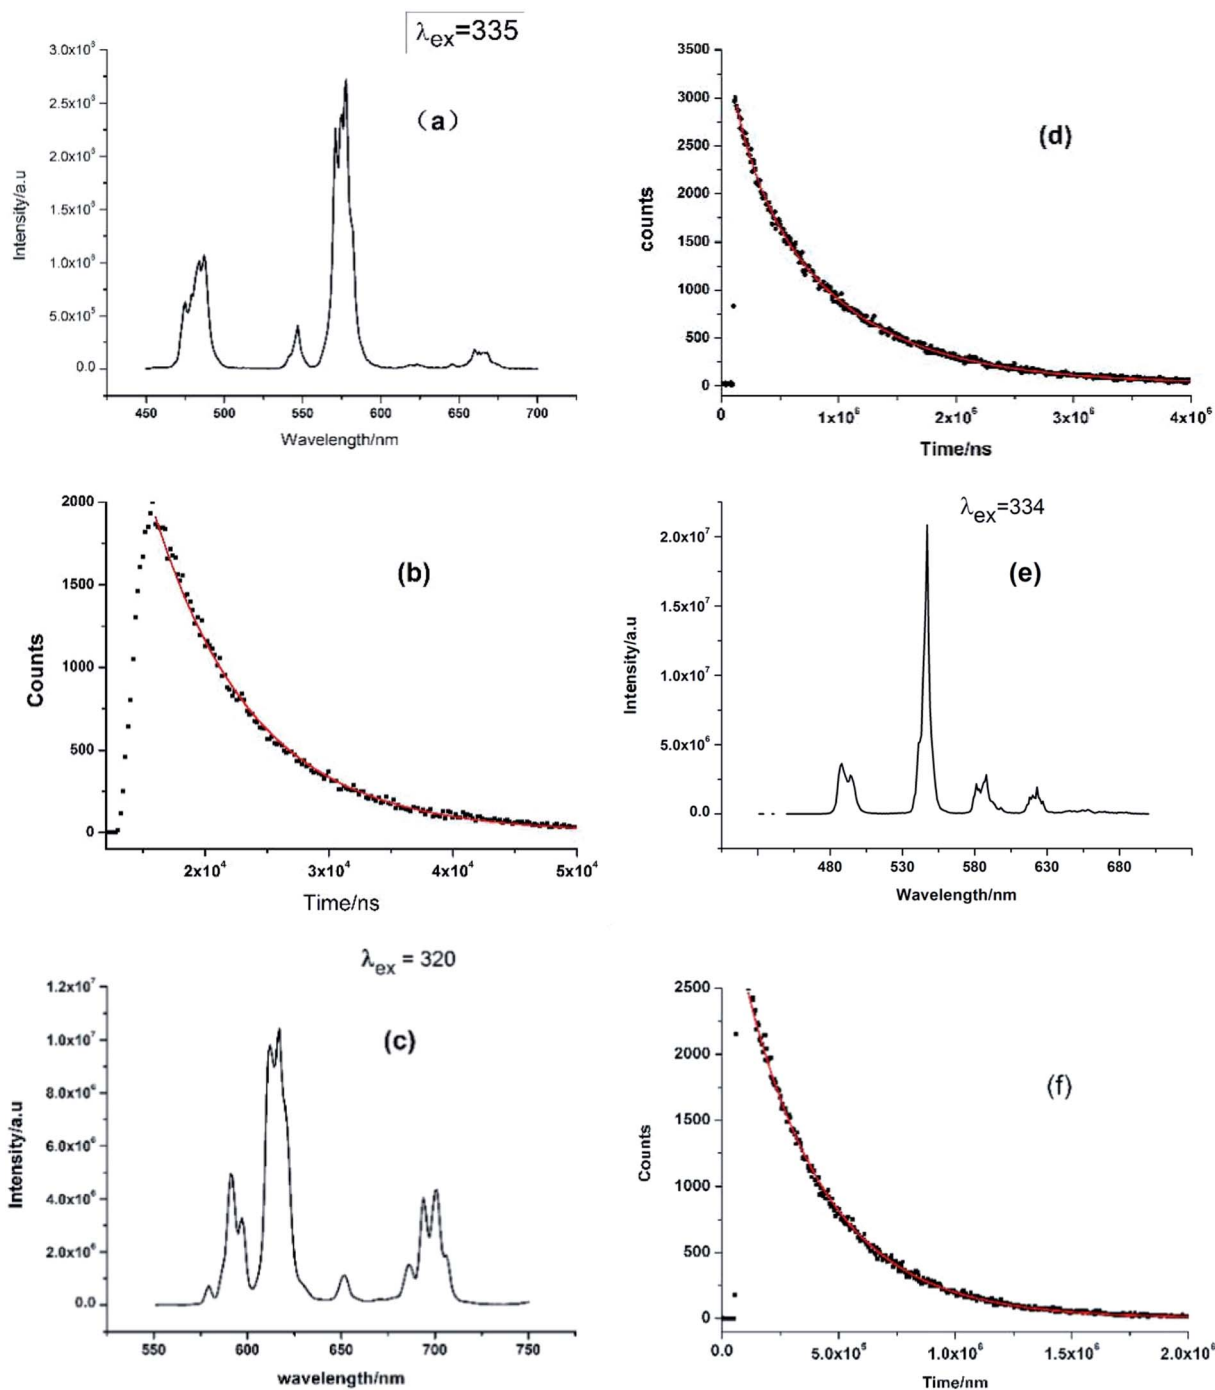 λex=335
(a)
3.0x10⁶
2.5x10⁶
2.0x10⁶
1.5x10⁶
1.0x10⁶
5.0x10⁵
0.0
Intensity/a.u
450 500 550 600 650 700
Wavelength/nm
(d)
3500
3000
2500
2000
1500
1000
500
0
counts
0 1x10⁶ 2x10⁶ 3x10⁶ 4x10⁶
Time/ns
(b)
2000
1500
1000
500
0
Counts
2x10⁴ 3x10⁴ 4x10⁴ 5x10⁴
Time/ns
λex=334
(e)
2.0x10⁷
1.5x10⁷
1.0x10⁷
5.0x10⁶
0.0
Intensity/a.u
480 530 580 630 680
Wavelength/nm
λex = 320
(c)
1.2x10⁷
1.0x10⁷
8.0x10⁶
6.0x10⁶
4.0x10⁶
2.0x10⁶
0.0
Intensity/a.u
550 600 650 700 750
wavelength/nm
(f)
2500
2000
1500
1000
500
0
Counts
0.0 5.0x10⁵ 1.0x10⁶ 1.5x10⁶ 2.0x10⁶
Time/nm